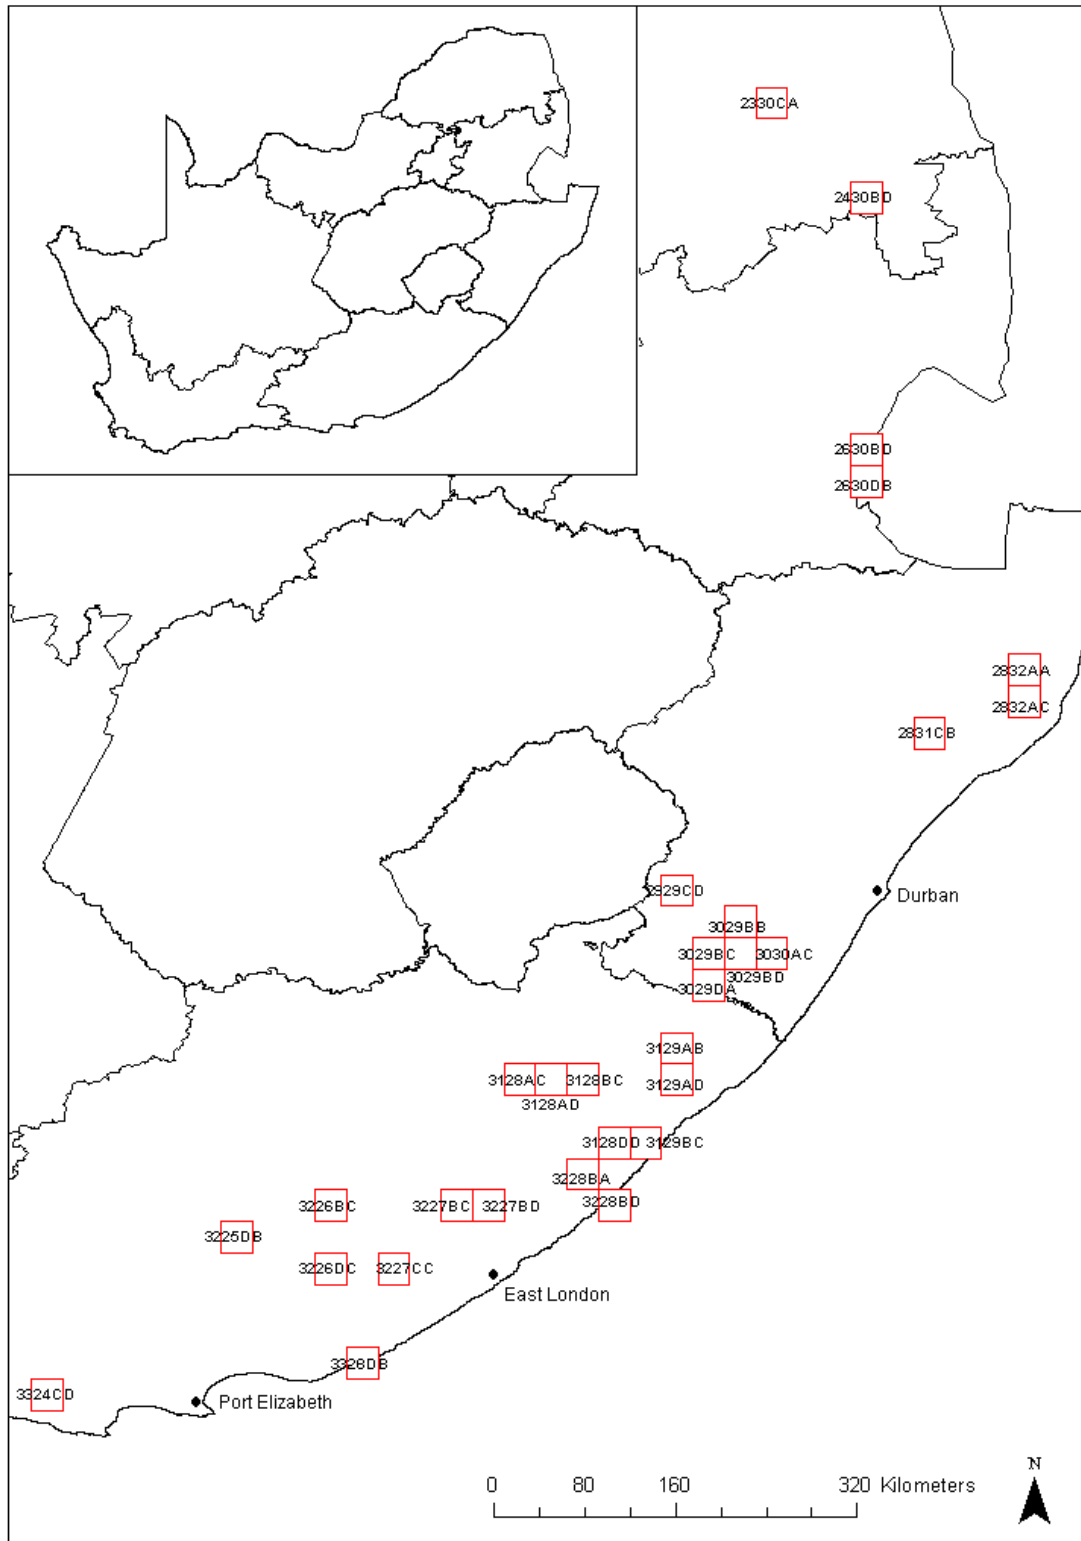 2330CA
2430BD
2630BD
2630DB
2832AA
2832AC
2831CB
2929CD
Durban
3029BB
3029BC
3030AC
3029BD
3029DA
3129AB
3128AC
3128BC
3129AD
3128AD
3128DD
3129BC
3228BA
3226BC
3227BC
3227BD
3228BD
3225DB
3226DC
3227CC
East London
3326DB
3324CD
Port Elizabeth
N
0 80 160 320 Kilometers